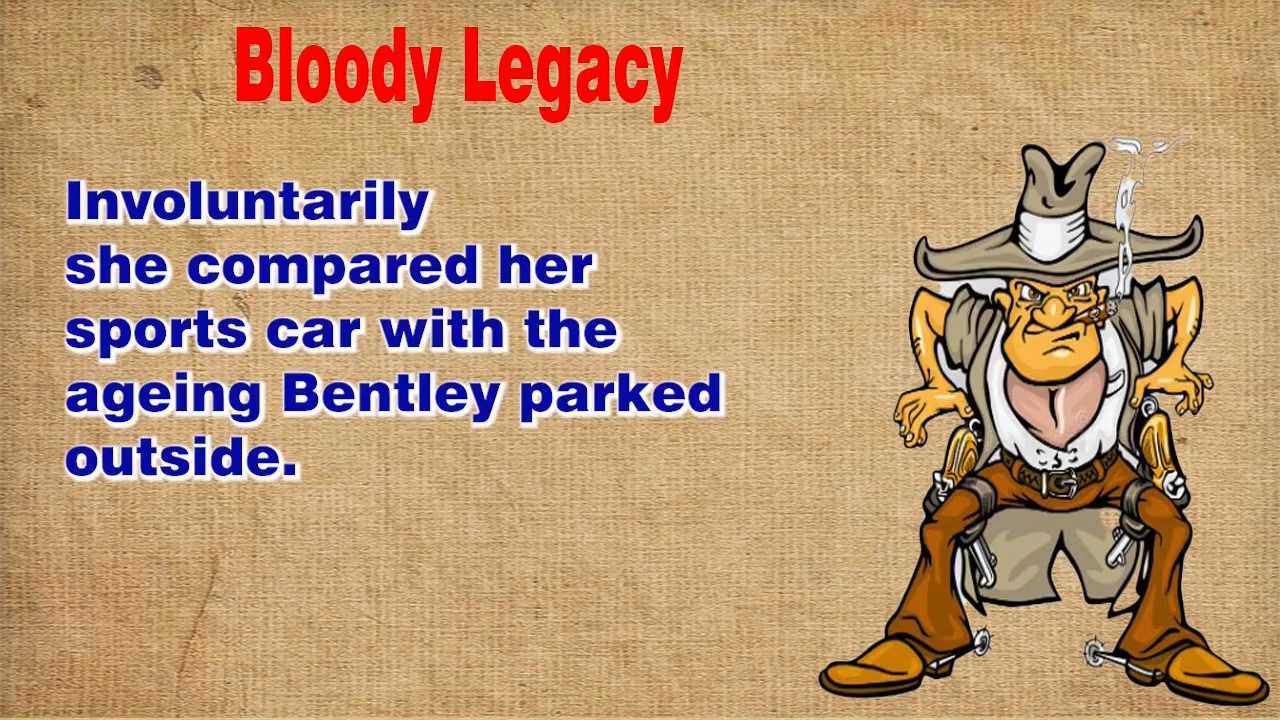 Bloody Legacy
Involuntarily
she compared her
sports car with the
ageing Bentley parked
outside.